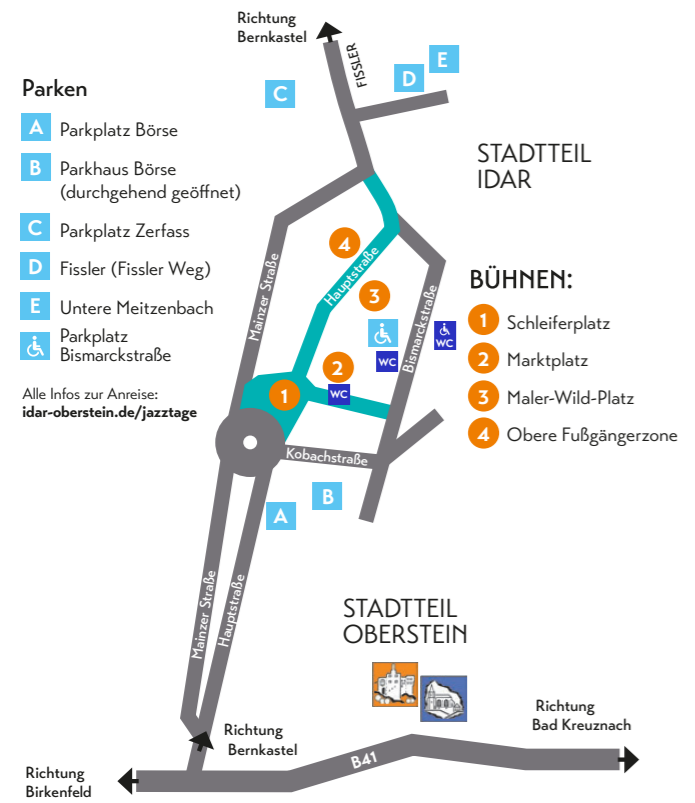 Richtung
Bernkastel
FISSLER
E
D
C
Parken
A Parkplatz Börse
B Parkhaus Börse
(durchgehend geöffnet)
C Parkplatz Zerfass
D Fissler (Fissler Weg)
E Untere Meitzenbach
Parkplatz
Bismarckstraße
Alle Infos zur Anreise:
idar-oberstein.de/jazztage
STADTTEIL
IDAR
4
Hauptstraße
3
Mainzer Straße
Bismarckstraße
WC
WC
2
WC
1
BÜHNEN:
1 Schleiferplatz
2 Marktplatz
3 Maler-Wild-Platz
4 Obere Fußgängerzone
Kobachstraße
B
A
Mainzer Straße
Hauptstraße
STADTTEIL
OBERSTEIN
Richtung
Bernkastel
Richtung
Bad Kreuznach
B41
Richtung
Birkenfeld